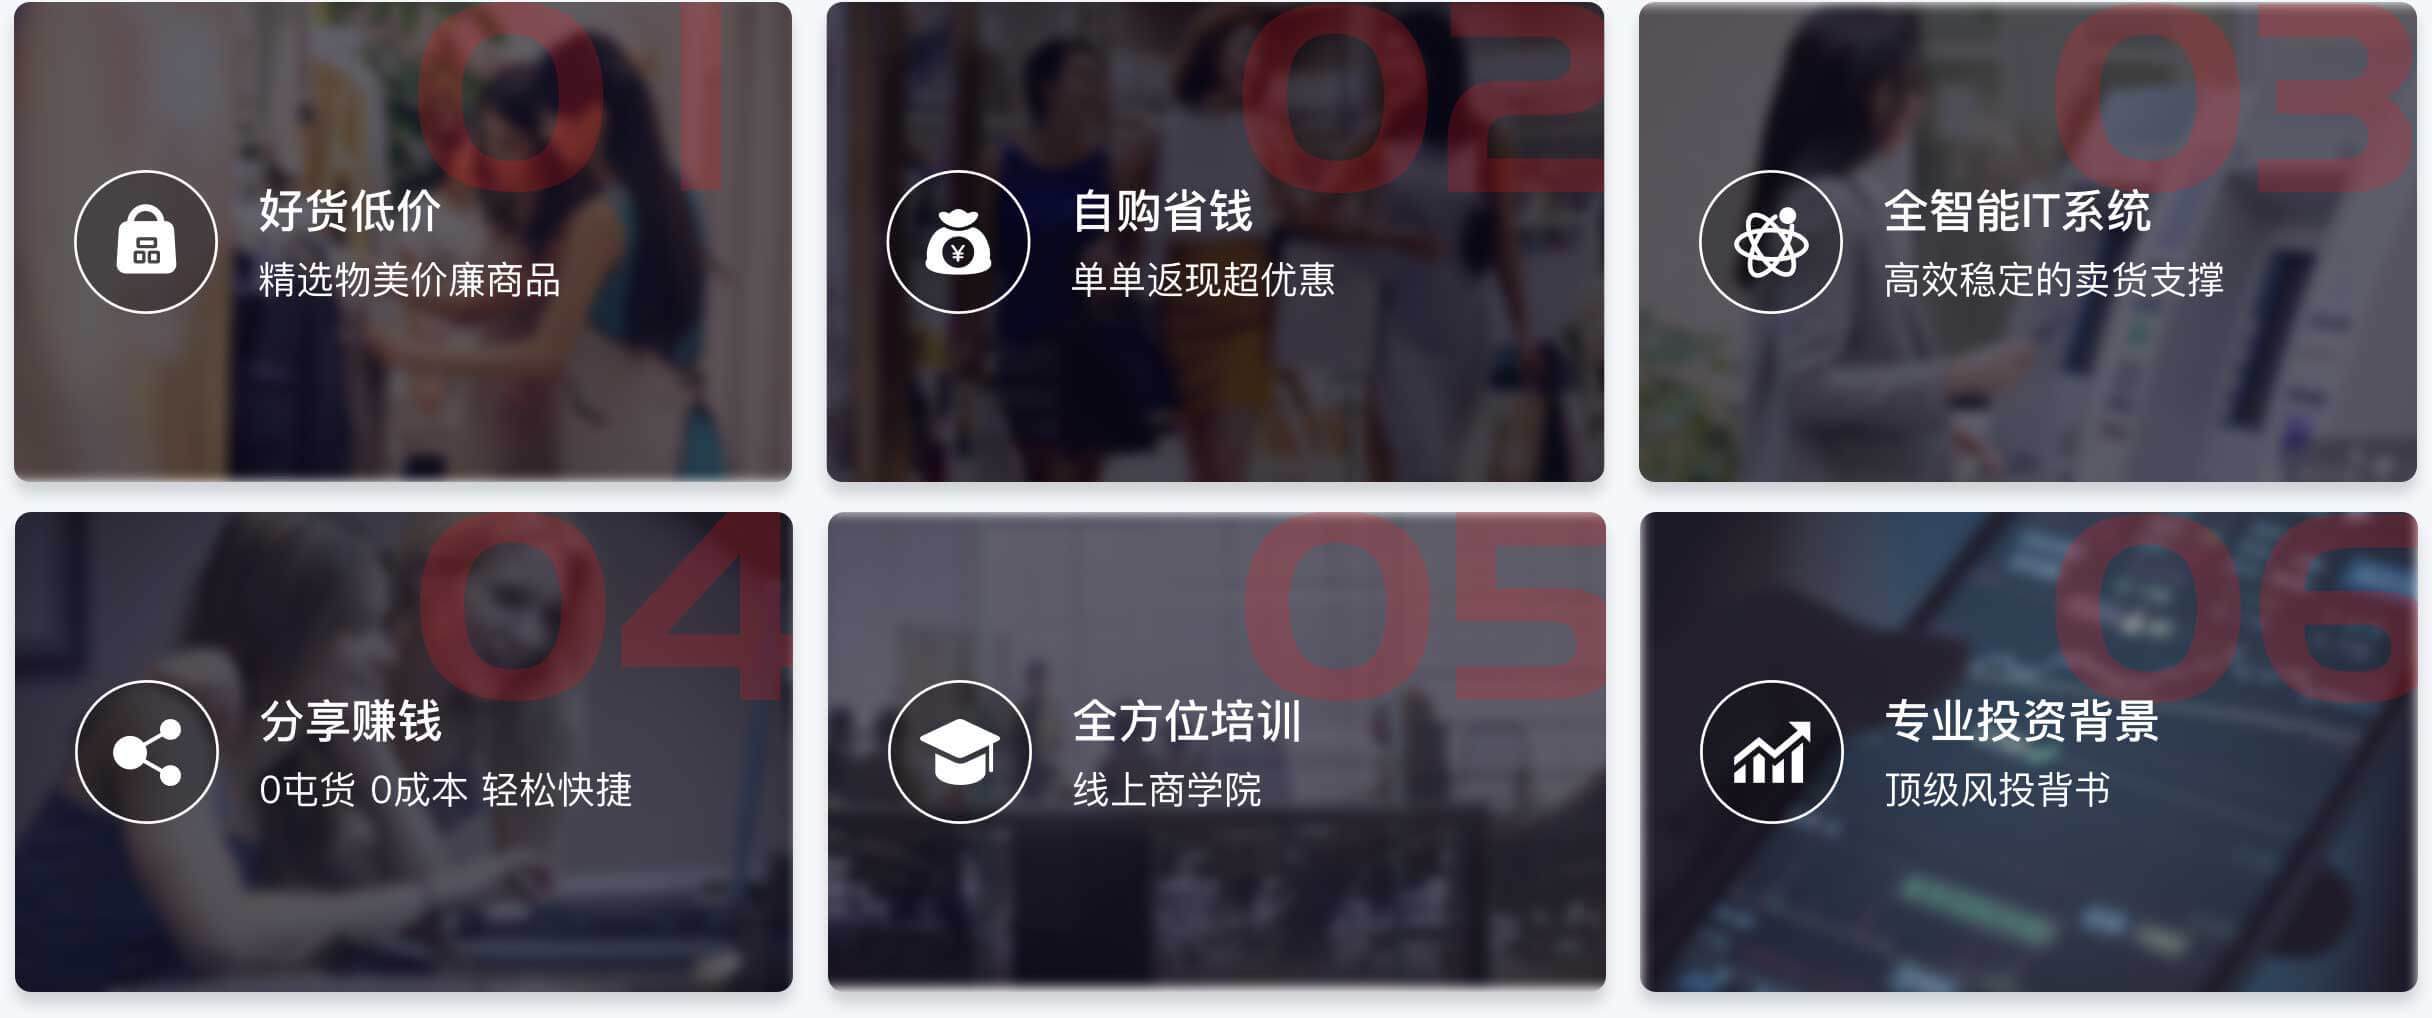 01
好货低价
精选物美价廉商品
02
¥
自购省钱
单单返现超优惠
03
全智能IT系统
高效稳定的卖货支撑
04
分享赚钱
0屯货 0成本 轻松快捷
05
全方位培训
线上商学院
06
专业投资背景
顶级风投背书